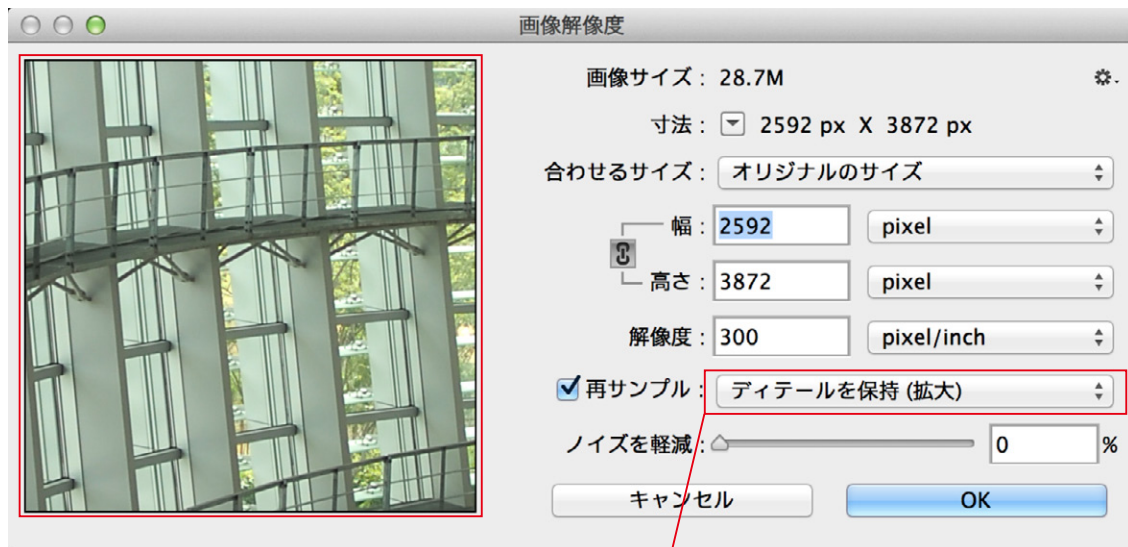 画像解像度
画像サイズ : 28.7M
寸法 : 2592 px X 3872 px
合わせるサイズ : オリジナルのサイズ
幅 : 2592 pixel
高さ : 3872 pixel
解像度 : 300 pixel/inch
再サンプル : ディテールを保持 (拡大)
ノイズを軽減 : 0 %
キャンセル OK